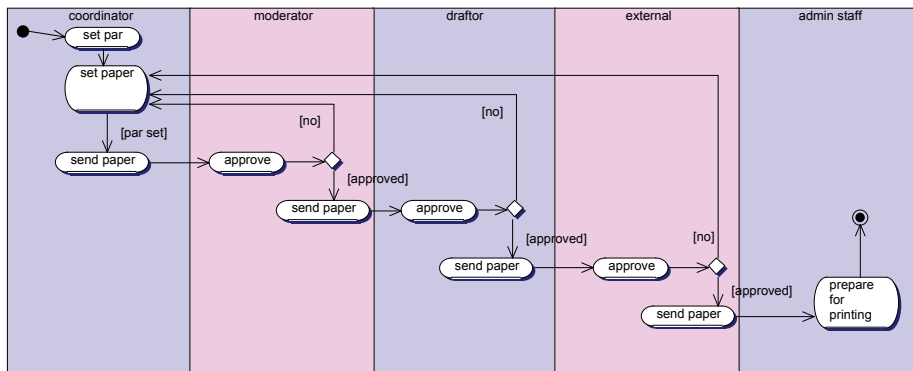 coordinator
moderator
draftor
external
admin staff
set par
set paper
[par set]
send paper
approve
[no]
[approved]
send paper
approve
[no]
[approved]
send paper
approve
[no]
[approved]
send paper
prepare
for
printing